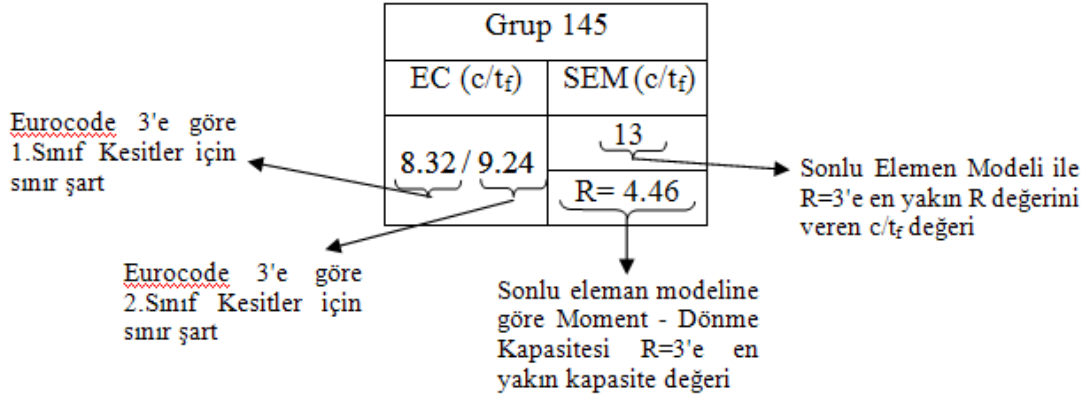 Grup 145
EC (c/tf) SEM (c/tf)
8.32 / 9.24
13
R= 4.46
Eurocode 3'e göre
1.Sınıf Kesitler için
sınır şart
Eurocode 3'e göre
2.Sınıf Kesitler için
sınır şart
Sonlu eleman modeline
göre Moment - Dönme
Kapasitesi R=3'e en
yakın kapasite değeri
Sonlu Elemen Modeli ile
R=3'e en yakın R değerini
veren c/tf değeri